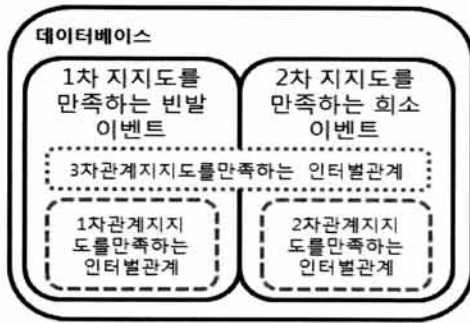 데이터베이스
1차 지지도를
만족하는 빈발
이벤트
2차 지지도를
만족하는 희소
이벤트
3차관계지지도를만족하는 인터벌관계
1차관계지지
도를만족하는
인터벌관계
2차관계지지
도를만족하는
인터벌관계